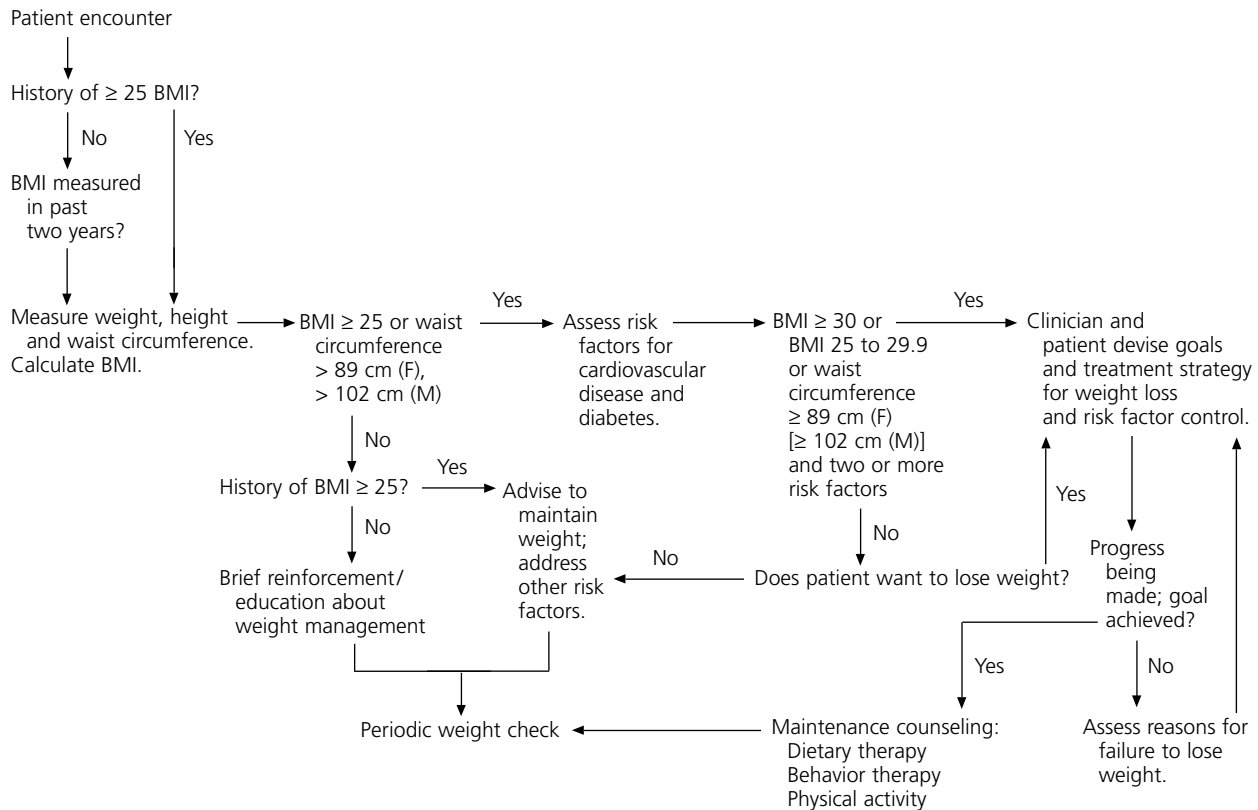 Patient encounter
History of ≥ 25 BMI?
No
Yes
BMI measured
in past
two years?
Measure weight, height
and waist circumference.
Calculate BMI.
BMI ≥ 25 or waist
circumference
> 89 cm (F),
> 102 cm (M)
Yes
Assess risk
factors for
cardiovascular
disease and
diabetes.
BMI ≥ 30 or
BMI 25 to 29.9
or waist
circumference
≥ 89 cm (F)
[≥ 102 cm (M)]
and two or more
risk factors
Yes
Clinician and
patient devise goals
and treatment strategy
for weight loss
and risk factor control.
No
History of BMI ≥ 25?
Yes
Advise to
maintain
weight;
address
other risk
factors.
No
Brief reinforcement/
education about
weight management
No
Does patient want to lose weight?
No
Yes
Progress
being
made; goal
achieved?
Yes
No
Periodic weight check
Maintenance counseling:
Dietary therapy
Behavior therapy
Physical activity
Assess reasons for
failure to lose
weight.